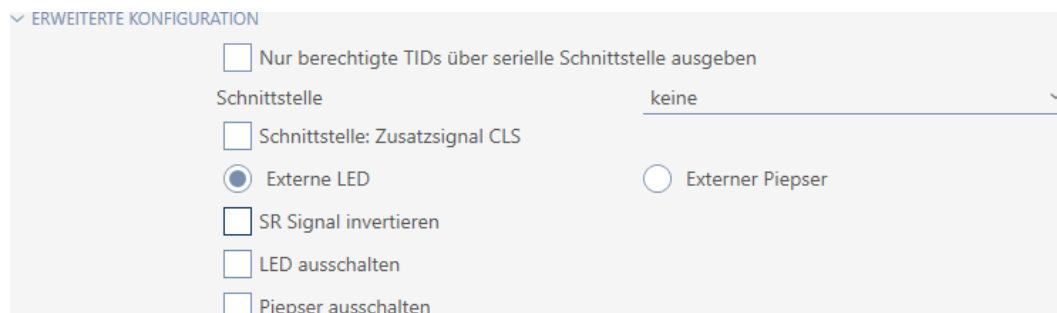 ERWEITERTE KONFIGURATION
Nur berechtigte TIDs über serielle Schnittstelle ausgeben
Schnittstelle keine
Schnittstelle: Zusatzsignal CLS
Externe LED Externer Piepser
SR Signal invertieren
LED ausschalten
Piepser ausschalten